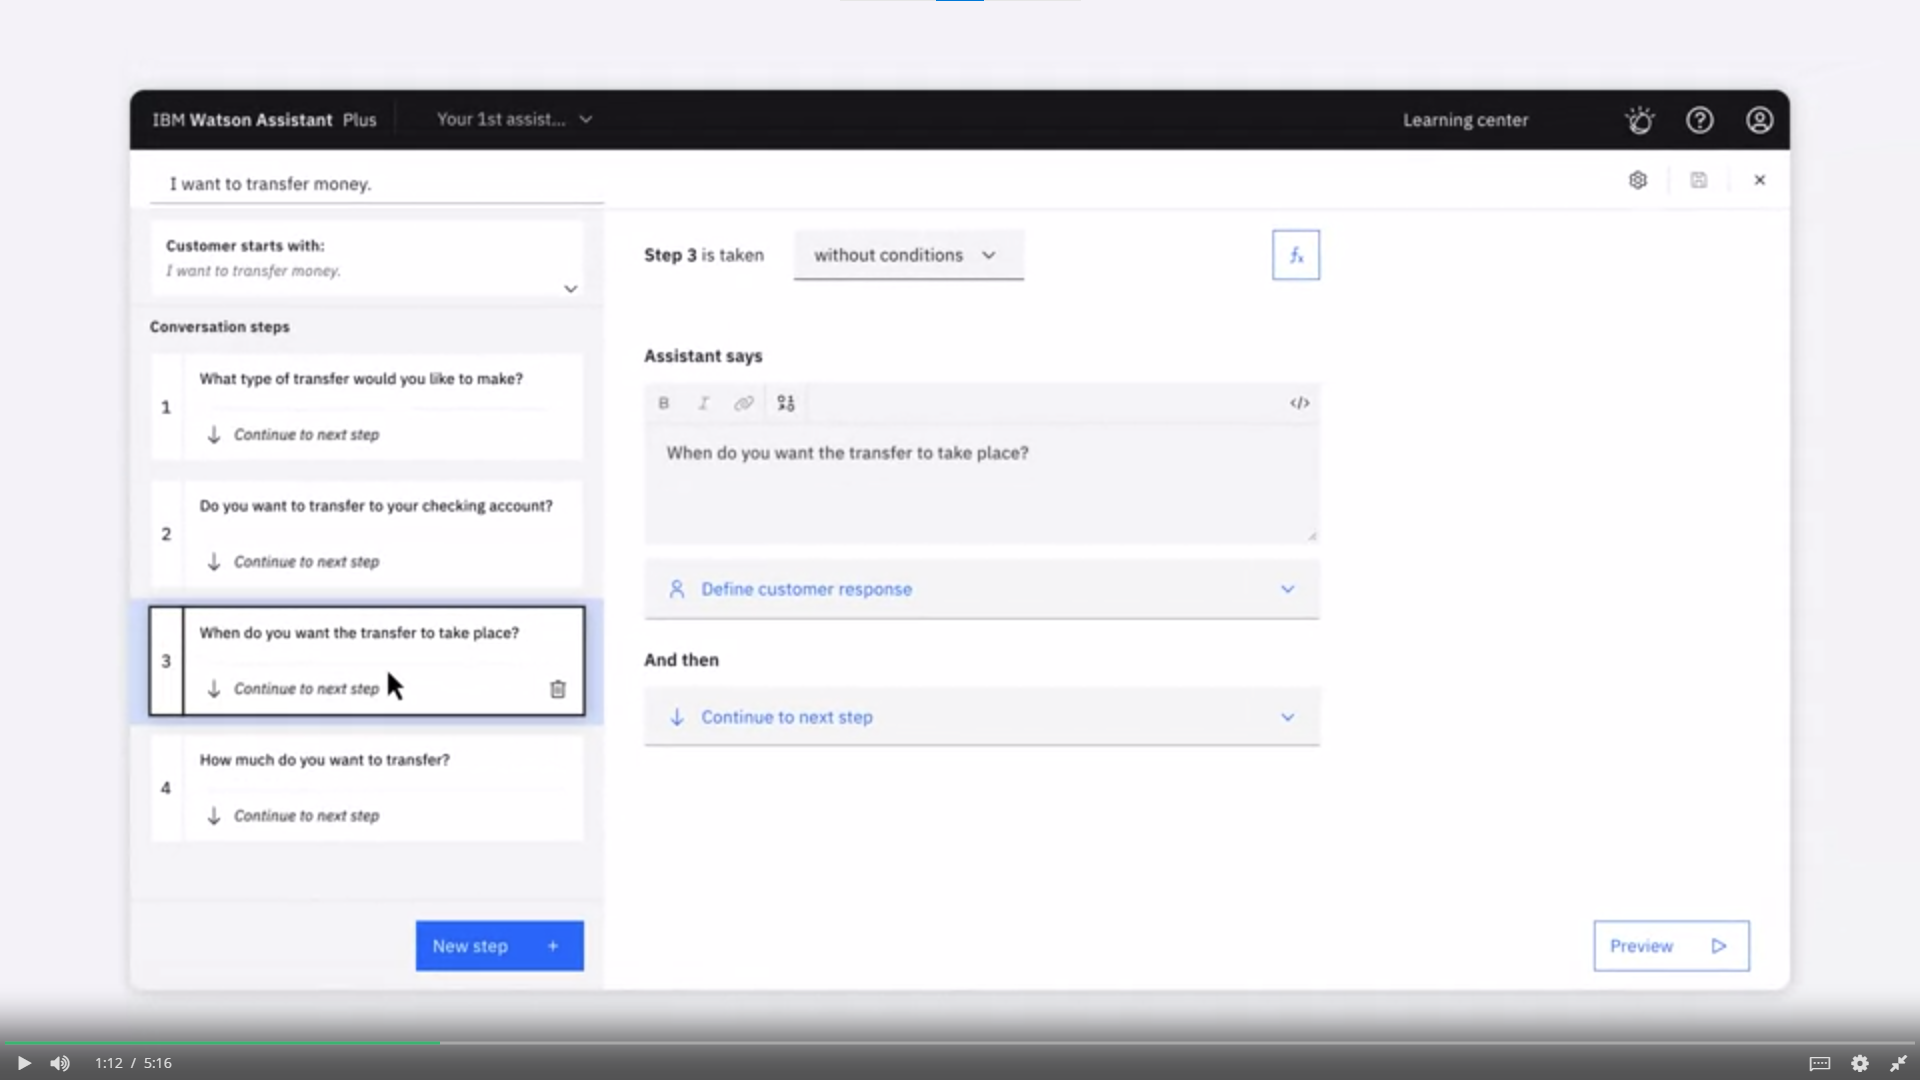 IBM Watson Assistant Plus
Your 1st assist...
Learning center
I want to transfer money.
Customer starts with:
I want to transfer money.
Conversation steps
1
What type of transfer would you like to make?
Continue to next step
2
Do you want to transfer to your checking account?
Continue to next step
3
When do you want the transfer to take place?
Continue to next step
4
How much do you want to transfer?
Continue to next step
New step +
Step 3 is taken
without conditions
fx
Assistant says
B I </>
When do you want the transfer to take place?
Define customer response
And then
Continue to next step
Preview
1:12 / 5:16